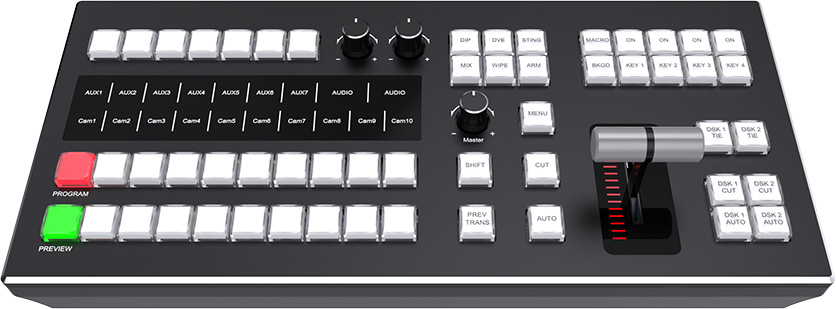 DIP DVE STING
MACRO ON ON ON ON
MIX WIPE ARM
BKGD KEY 1 KEY 2 KEY 3 KEY 4
- +
- +
AUX1 AUX2 AUX3 AUX4 AUX5 AUX6 AUX7 AUDIO AUDIO
Cam1 Cam2 Cam3 Cam4 Cam5 Cam6 Cam7 Cam8 Cam9 Cam10
- +
Master
MENU
DSK 1
TIE
DSK 2
TIE
PROGRAM
SHIFT
CUT
DSK 1
CUT
DSK 2
CUT
PREVIEW
PREV
TRANS
AUTO
DSK 1
AUTO
DSK 2
AUTO